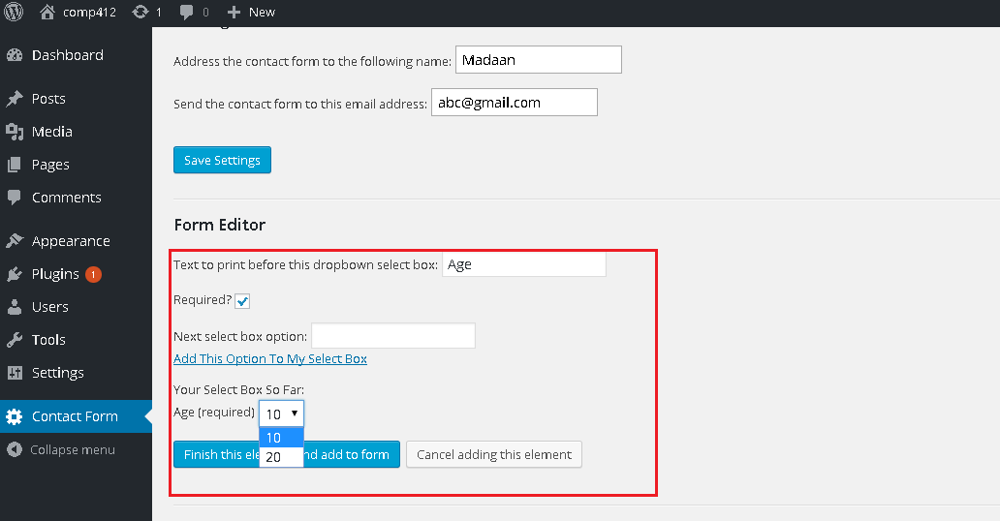 comp412 1 0 + New
Dashboard
Posts
Media
Pages
Comments
Appearance
Plugins 1
Users
Tools
Settings
Contact Form
Collapse menu
Address the contact form to the following name: Madaan
Send the contact form to this email address: abc@gmail.com
Save Settings
Form Editor
Text to print before this dropbown select box: Age
Required?
Next select box option:
Add This Option To My Select Box
Your Select Box So Far:
Age (required) 10
10
20
Finish this ele nd add to form Cancel adding this element